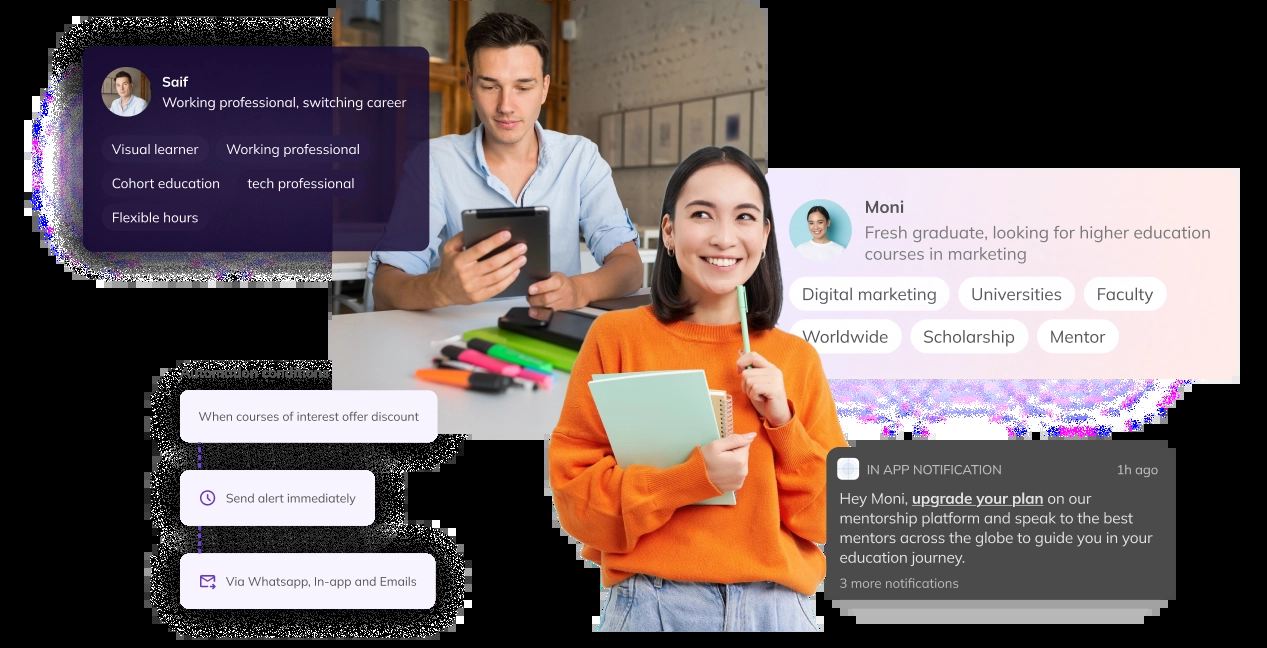 Saif
Working professional, switching career
Visual learner
Working professional
Cohort education
tech professional
Flexible hours
Moni
Fresh graduate, looking for higher education
courses in marketing
Digital marketing
Universities
Faculty
Worldwide
Scholarship
Mentor
When courses of interest offer discount
Send alert immediately
Via Whatsapp, In-app and Emails
IN APP NOTIFICATION
1h ago
Hey Moni, upgrade your plan on our
mentorship platform and speak to the best
mentors across the globe to guide you in your
education journey.
3 more notifications